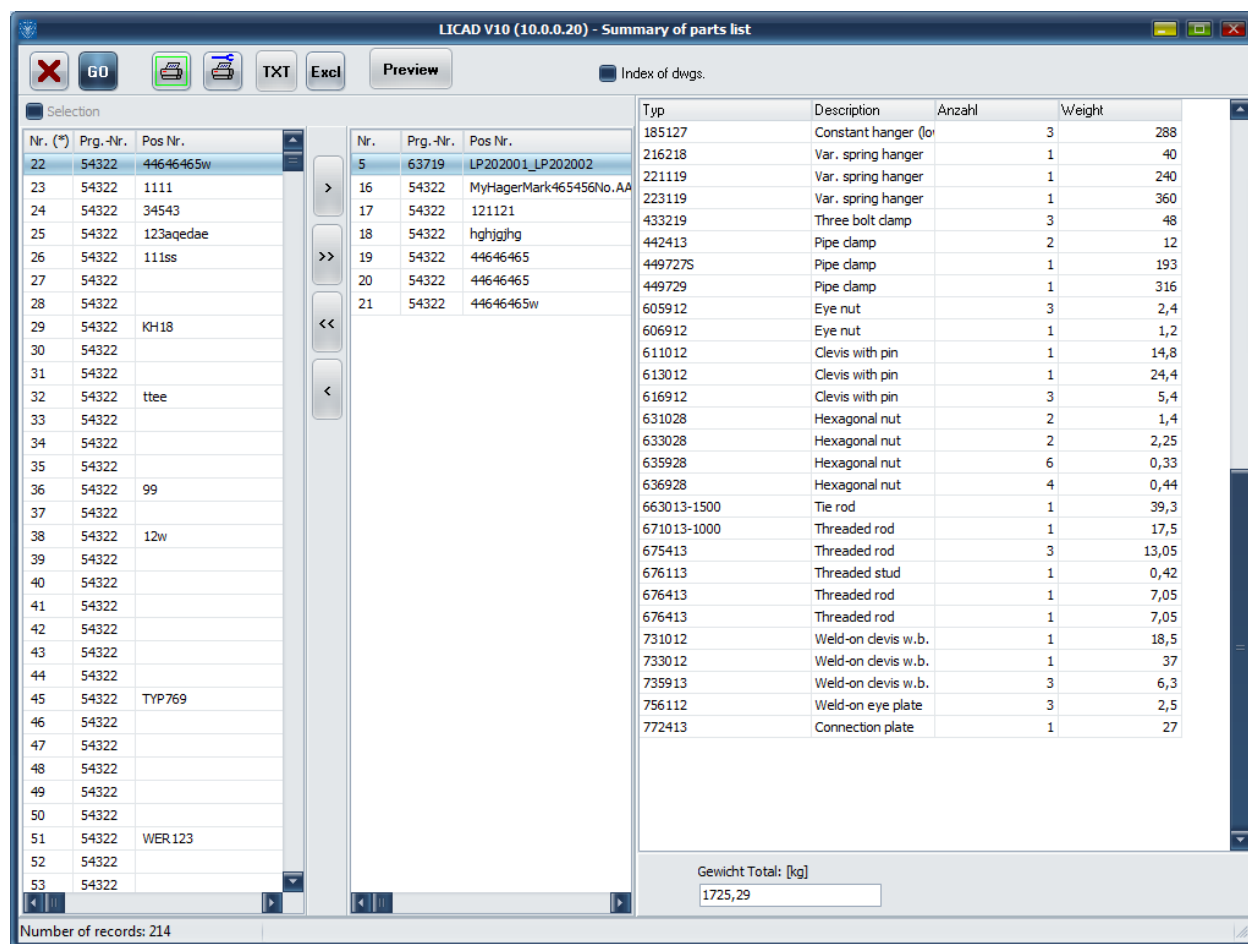 LICAD V10 (10.0.0.20) - Summary of parts list
GO TXT Excl Preview Index of dwgs.
Selection
Nr. (*) Prg.-Nr. Pos Nr.
22 54322 44646465w
23 54322 1111
24 54322 34543
25 54322 123aqedae
26 54322 111ss
27 54322
28 54322
29 54322 KH18
30 54322
31 54322
32 54322 ttee
33 54322
34 54322
35 54322
36 54322 99
37 54322
38 54322 12w
39 54322
40 54322
41 54322
42 54322
43 54322
44 54322
45 54322 TYP769
46 54322
47 54322
48 54322
49 54322
50 54322
51 54322 WER123
52 54322
53 54322
>
>>
<<
<
Nr. Prg.-Nr. Pos Nr.
5 63719 LP202001_LP202002
16 54322 MyHagerMark465456No.AA
17 54322 121121
18 54322 hghjgjhg
19 54322 44646465
20 54322 44646465
21 54322 44646465w
Typ Description Anzahl Weight
185127 Constant hanger (lo 3 288
216218 Var. spring hanger 1 40
221119 Var. spring hanger 1 240
223119 Var. spring hanger 1 360
433219 Three bolt clamp 3 48
442413 Pipe clamp 2 12
449727S Pipe clamp 1 193
449729 Pipe clamp 1 316
605912 Eye nut 3 2,4
606912 Eye nut 1 1,2
611012 Clevis with pin 1 14,8
613012 Clevis with pin 1 24,4
616912 Clevis with pin 3 5,4
631028 Hexagonal nut 2 1,4
633028 Hexagonal nut 2 2,25
635928 Hexagonal nut 6 0,33
636928 Hexagonal nut 4 0,44
663013-1500 Tie rod 1 39,3
671013-1000 Threaded rod 1 17,5
675413 Threaded rod 3 13,05
676113 Threaded stud 1 0,42
676413 Threaded rod 1 7,05
676413 Threaded rod 1 7,05
731012 Weld-on clevis w.b. 1 18,5
733012 Weld-on clevis w.b. 1 37
735913 Weld-on clevis w.b. 3 6,3
756112 Weld-on eye plate 3 2,5
772413 Connection plate 1 27
Gewicht Total: [kg]
1725,29
Number of records: 214